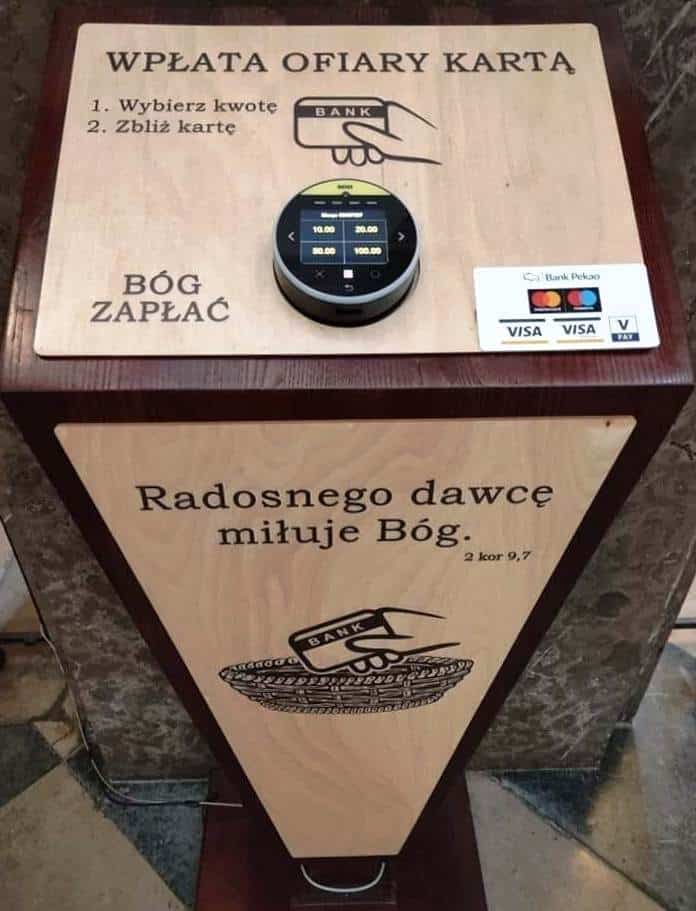 WPŁATA OFIARY KARTĄ
1. Wybierz kwotę
2. Zbliż kartę
BANK
10.00 20.00
50.00 100.00
BÓG
ZAPŁAĆ
Bank Pekao
VISA VISA V
PAY
Radosnego dawcę
miłuje Bóg.
2 kor 9,7
BANK